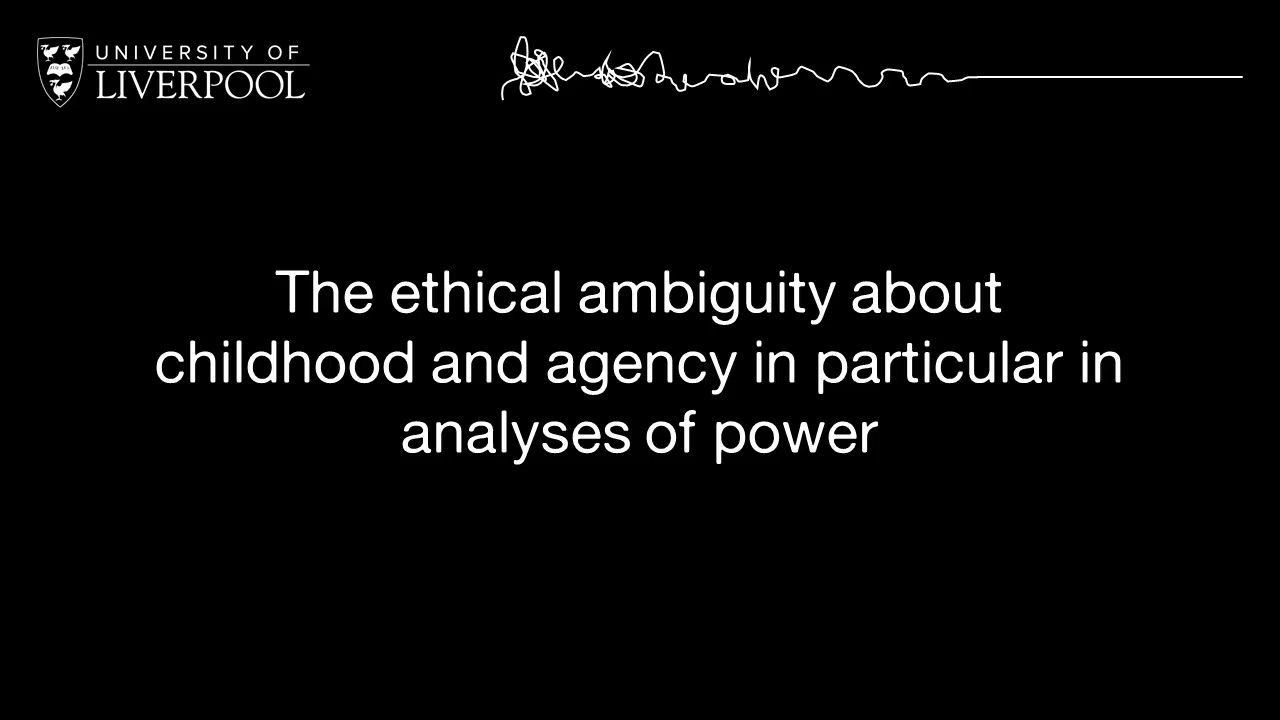 UNIVERSITY OF
LIVERPOOL
The ethical ambiguity about
childhood and agency in particular in
analyses of power